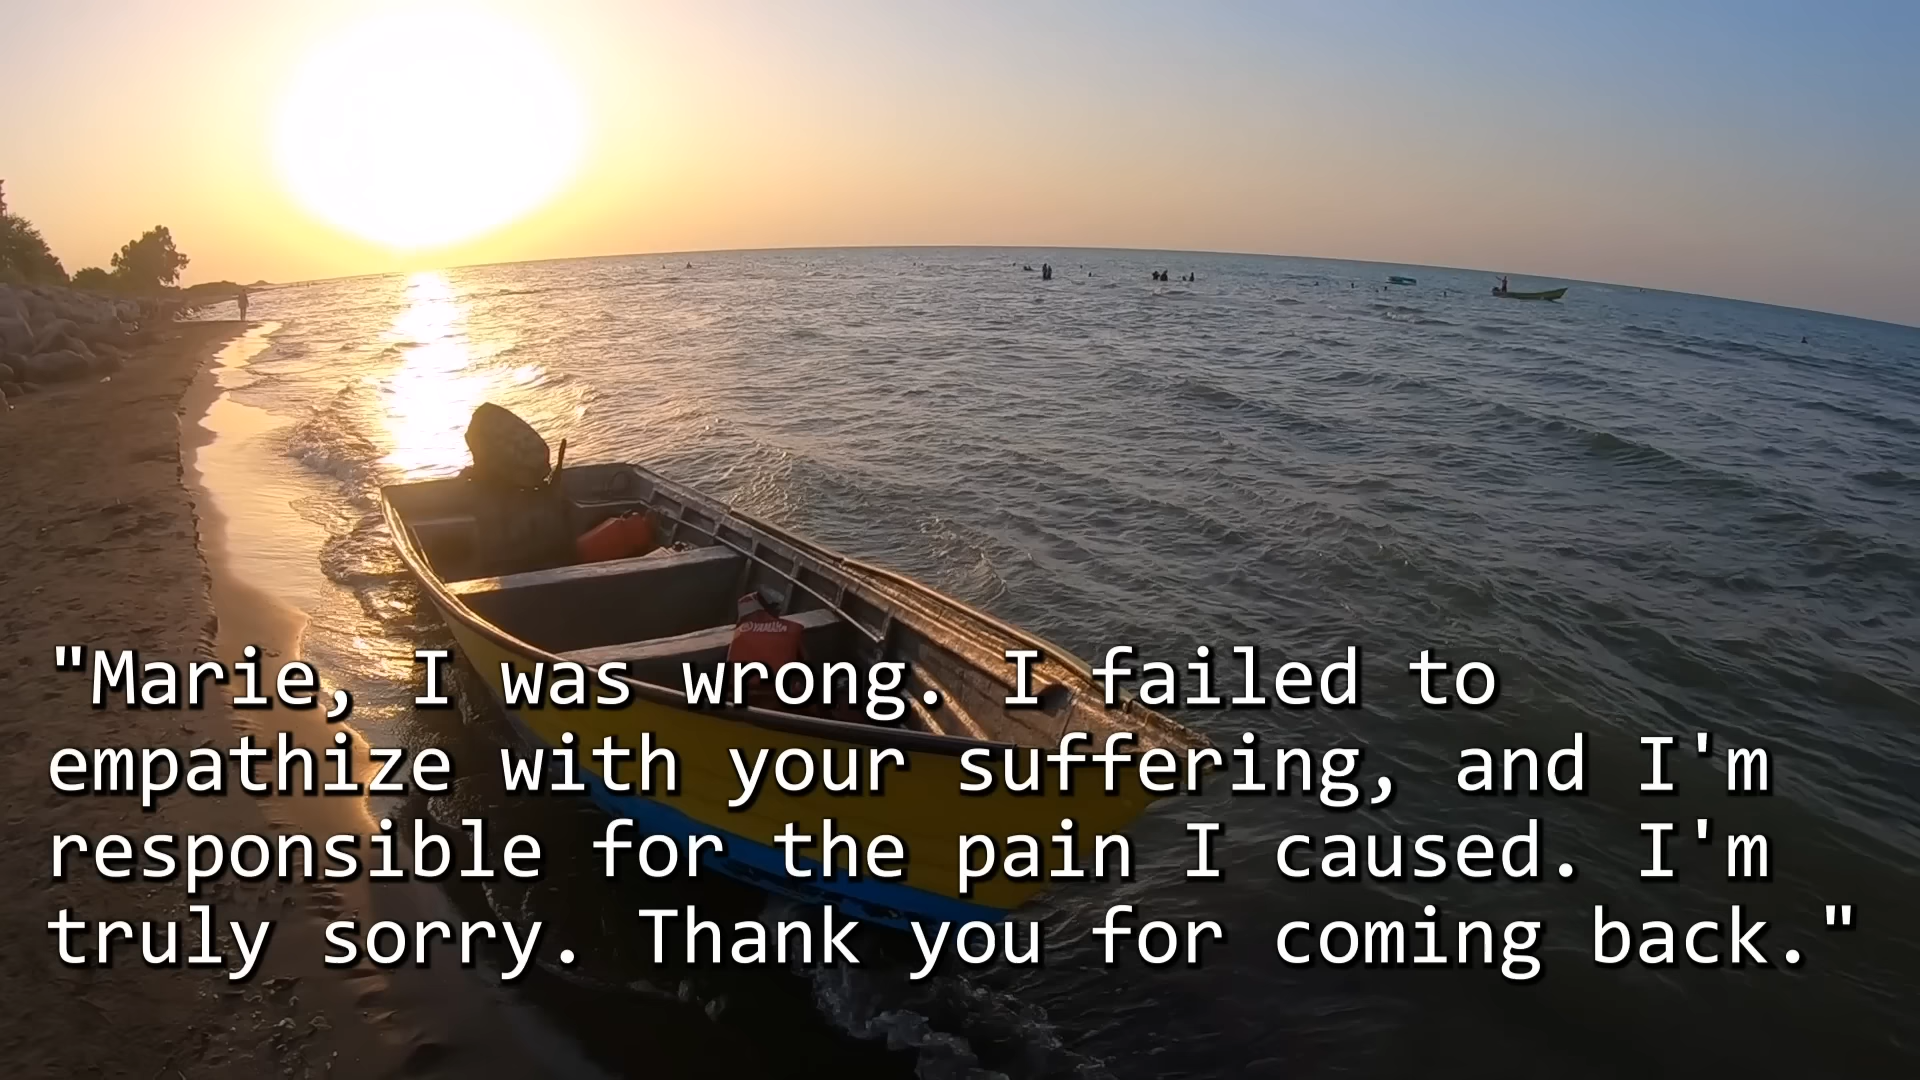 YAMAHA
"Marie, I was wrong. I failed to
empathize with your suffering, and I'm
responsible for the pain I caused. I'm
truly sorry. Thank you for coming back."